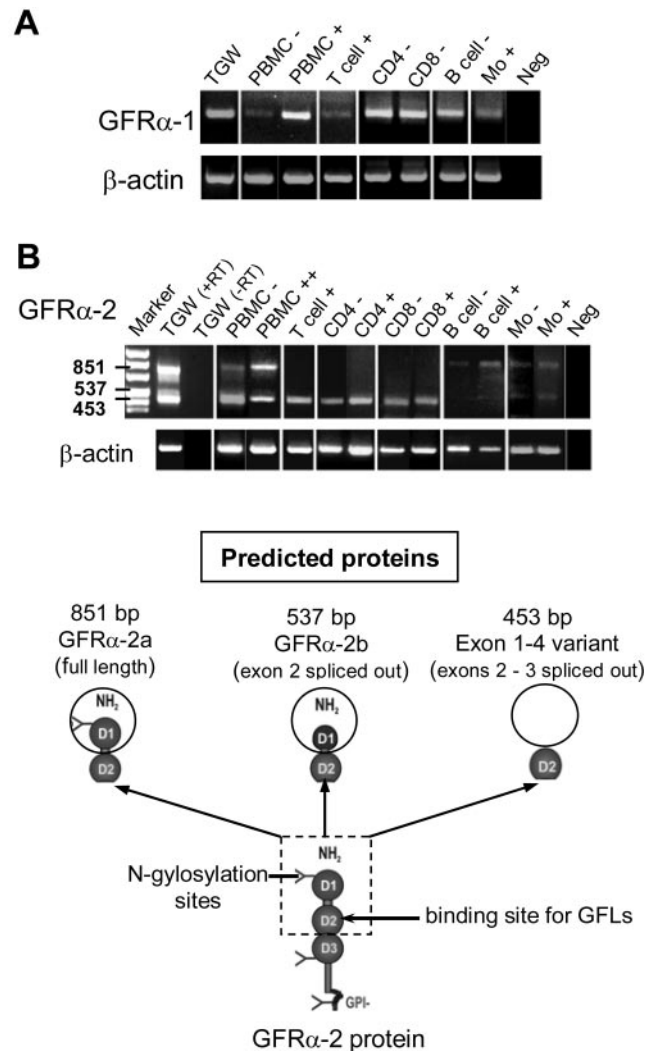 A
TGW PBMC - PBMC + T cell + CD4 - CD8 - B cell - Mo + Neg
GFRα-1
β-actin
B
GFRα-2
Marker TGW (+RT) TGW (-RT) PBMC - PBMC ++ T cell + CD4 - CD4 + CD8 - CD8 + B cell - B cell + Mo - Mo + Neg
851
537
453
β-actin
Predicted proteins
851 bp
GFRα-2a
(full length)
537 bp
GFRα-2b
(exon 2 spliced out)
453 bp
Exon 1-4 variant
(exons 2 - 3 spliced out)
NH2
D1
D2
NH2
D1
D2
D2
NH2
N-gylosylation
sites
D1
D2
binding site for GFLs
D3
GPI-
GFRα-2 protein